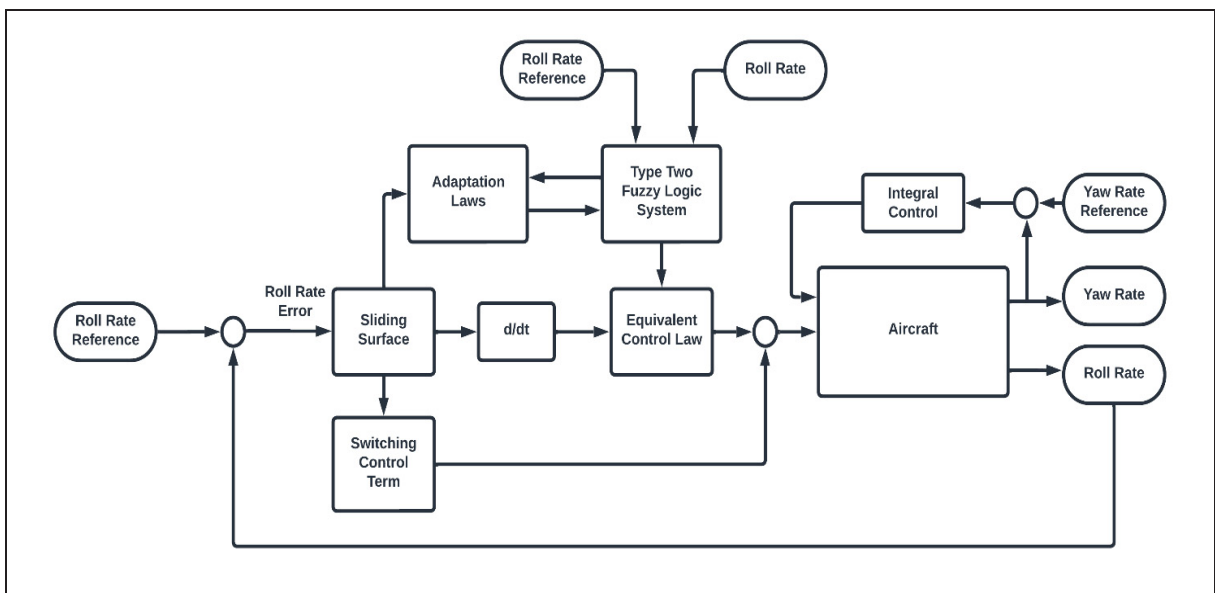 Roll Rate
Reference
Roll Rate
Adaptation
Laws
Type Two
Fuzzy Logic
System
Integral
Control
Yaw Rate
Reference
Roll Rate
Error
Roll Rate
Reference
Sliding
Surface
d/dt
Equivalent
Control Law
Aircraft
Yaw Rate
Roll Rate
Switching
Control
Term